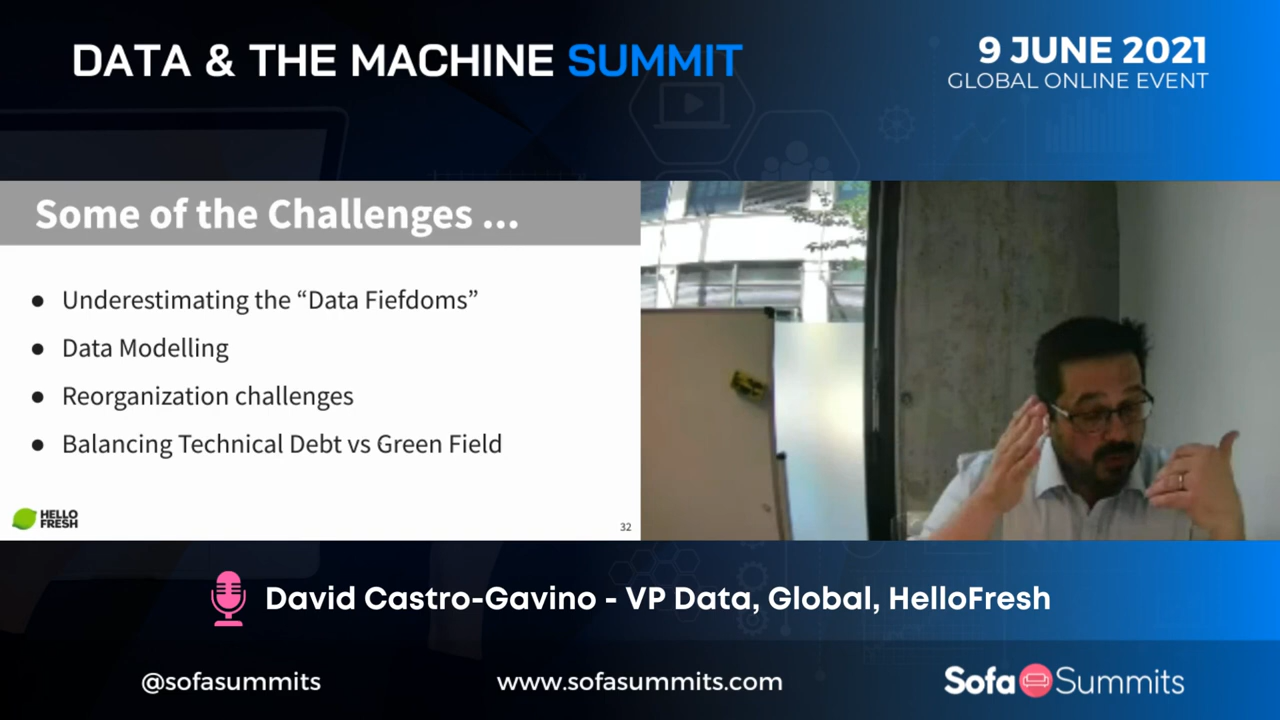 DATA & THE MACHINE SUMMIT
9 JUNE 2021
GLOBAL ONLINE EVENT
Some of the Challenges ...
● Underestimating the “Data Fiefdoms”
● Data Modelling
● Reorganization challenges
● Balancing Technical Debt vs Green Field
HELLO
FRESH
32
David Castro-Gavino - VP Data, Global, HelloFresh
@sofasummits
www.sofasummits.com
Sofa Summits